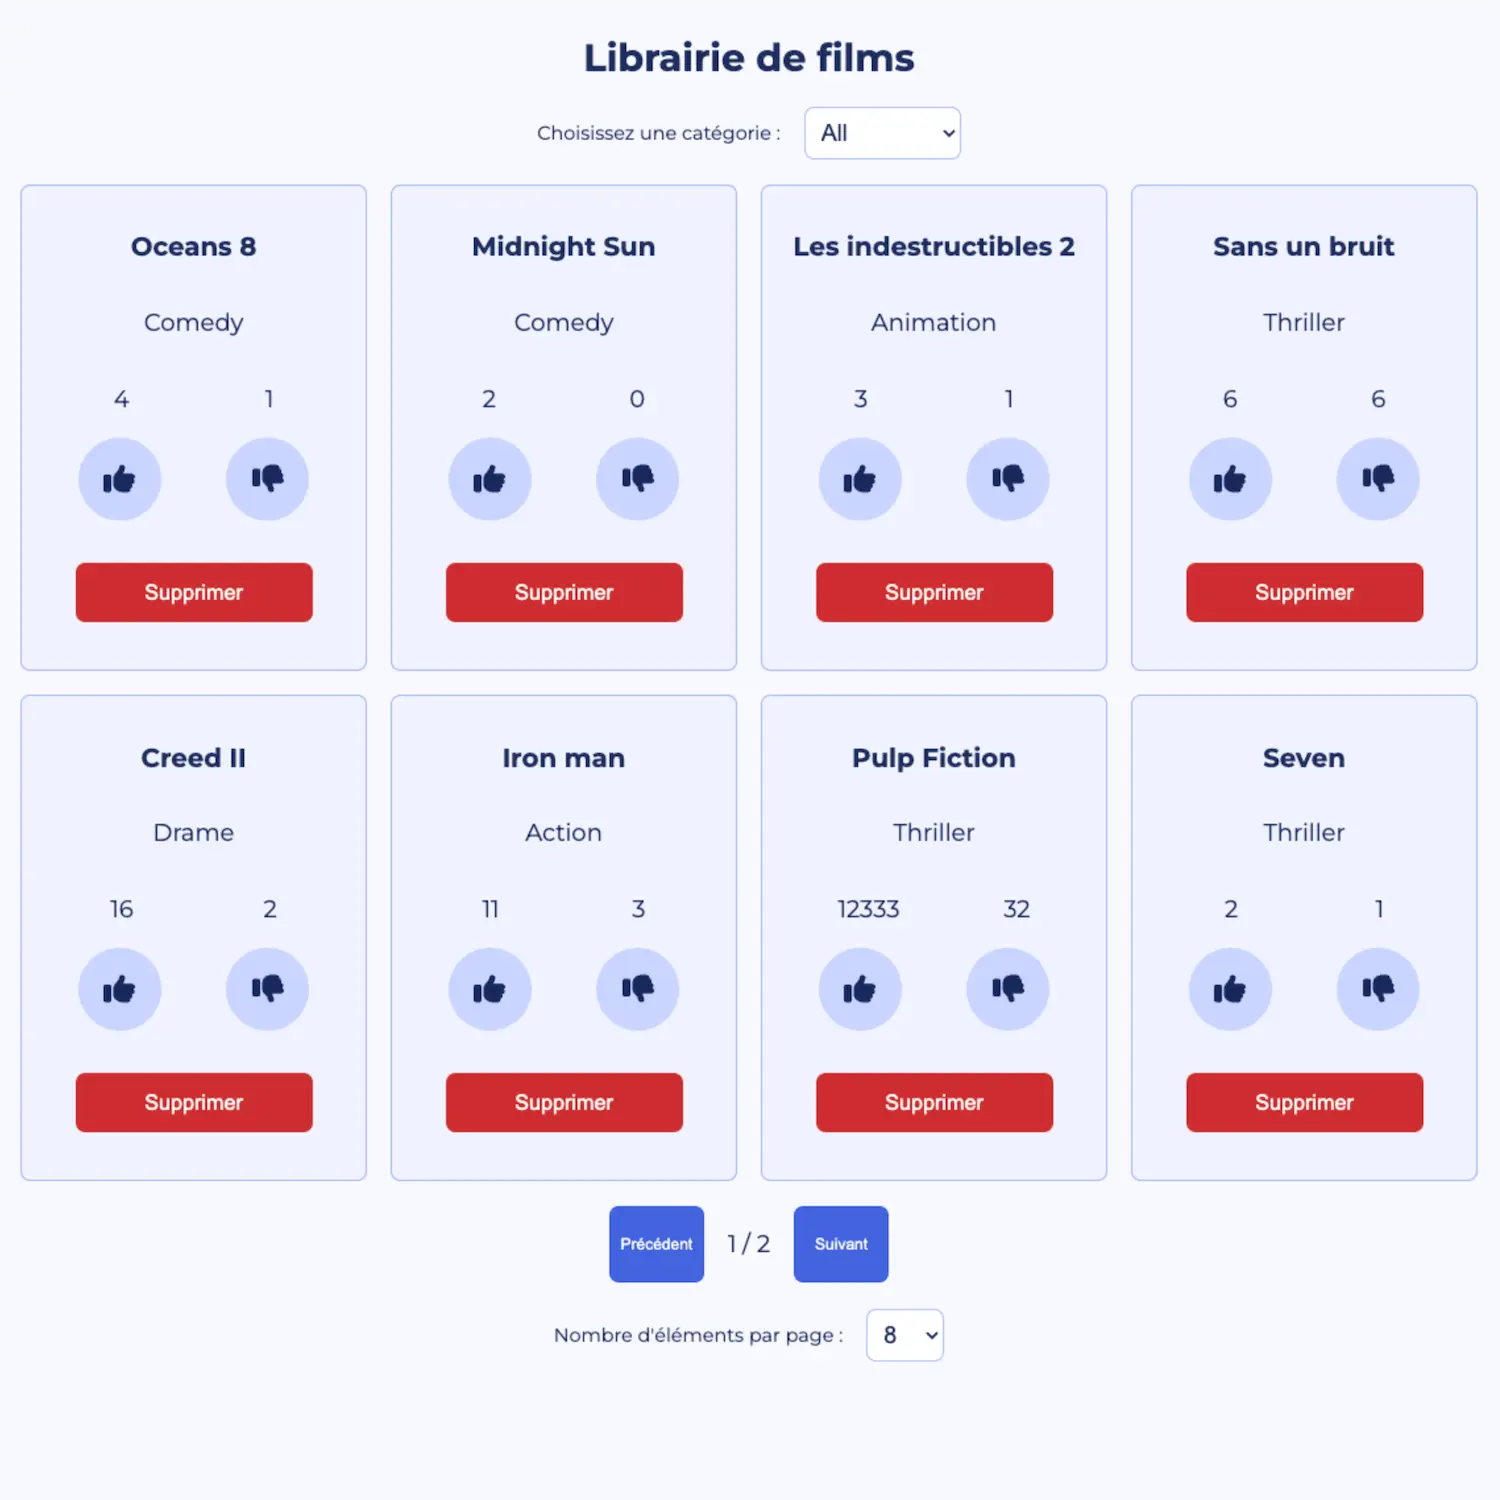 Librairie de films
Choisissez une catégorie :
All
Oceans 8
Comedy
4 1
Supprimer
Midnight Sun
Comedy
2 0
Supprimer
Les indestructibles 2
Animation
3 1
Supprimer
Sans un bruit
Thriller
6 6
Supprimer
Creed II
Drame
16 2
Supprimer
Iron man
Action
11 3
Supprimer
Pulp Fiction
Thriller
12333 32
Supprimer
Seven
Thriller
2 1
Supprimer
Précédent
1 / 2
Suivant
Nombre d'éléments par page :
8